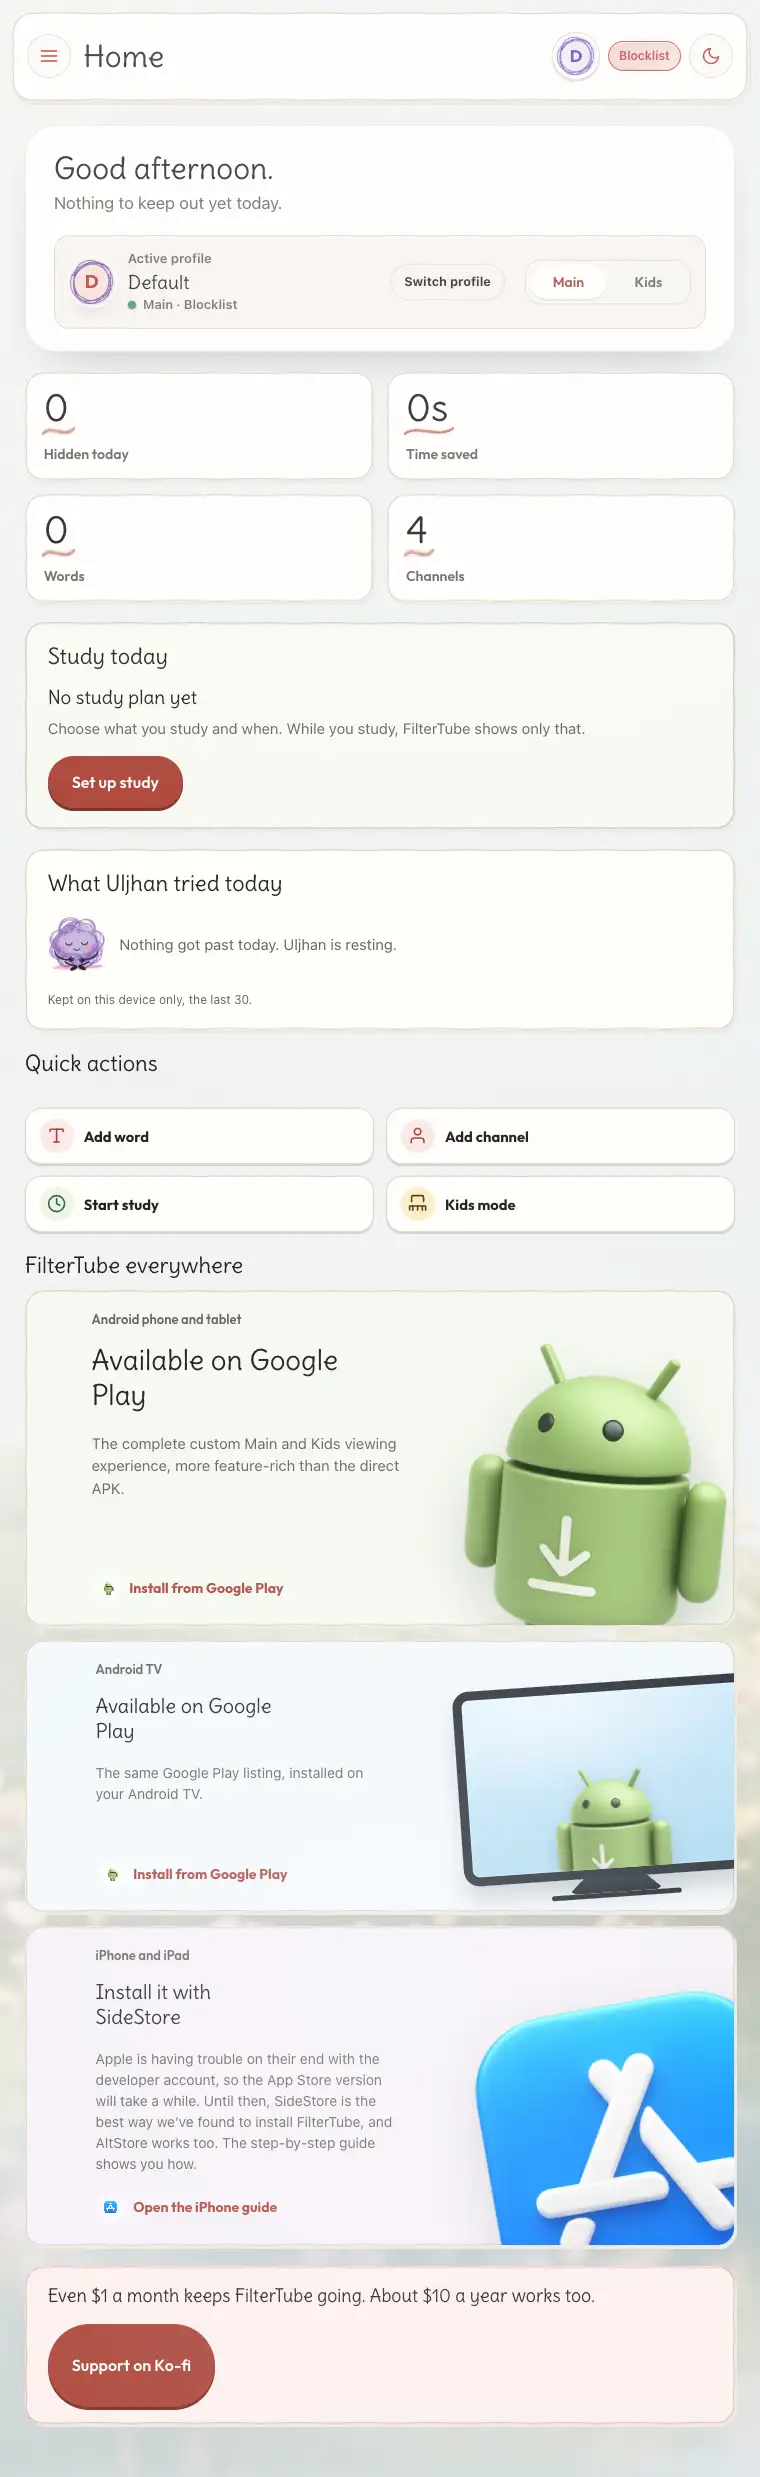 Home
D
Blocklist
Good afternoon.
Nothing to keep out yet today.
Active profile
D
Default
Main · Blocklist
Switch profile
Main
Kids
0
Hidden today
0s
Time saved
0
Words
4
Channels
Study today
No study plan yet
Choose what you study and when. While you study, FilterTube shows only that.
Set up study
What Uljhan tried today
Nothing got past today. Uljhan is resting.
Kept on this device only, the last 30.
Quick actions
Add word
Add channel
Start study
Kids mode
FilterTube everywhere
Android phone and tablet
Available on Google
Play
The complete custom Main and Kids viewing
experience, more feature-rich than the direct
APK.
Install from Google Play
Android TV
Available on Google
Play
The same Google Play listing, installed on
your Android TV.
Install from Google Play
iPhone and iPad
Install it with
SideStore
Apple is having trouble on their end with the
developer account, so the App Store version
will take a while. Until then, SideStore is the
best way we've found to install FilterTube, and
AltStore works too. The step-by-step guide
shows you how.
Open the iPhone guide
Even $1 a month keeps FilterTube going. About $10 a year works too.
Support on Ko-fi